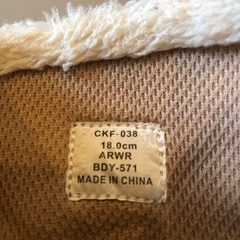 CKF-038
18.0cm
ARWR
BDY-571
MADE IN CHINA